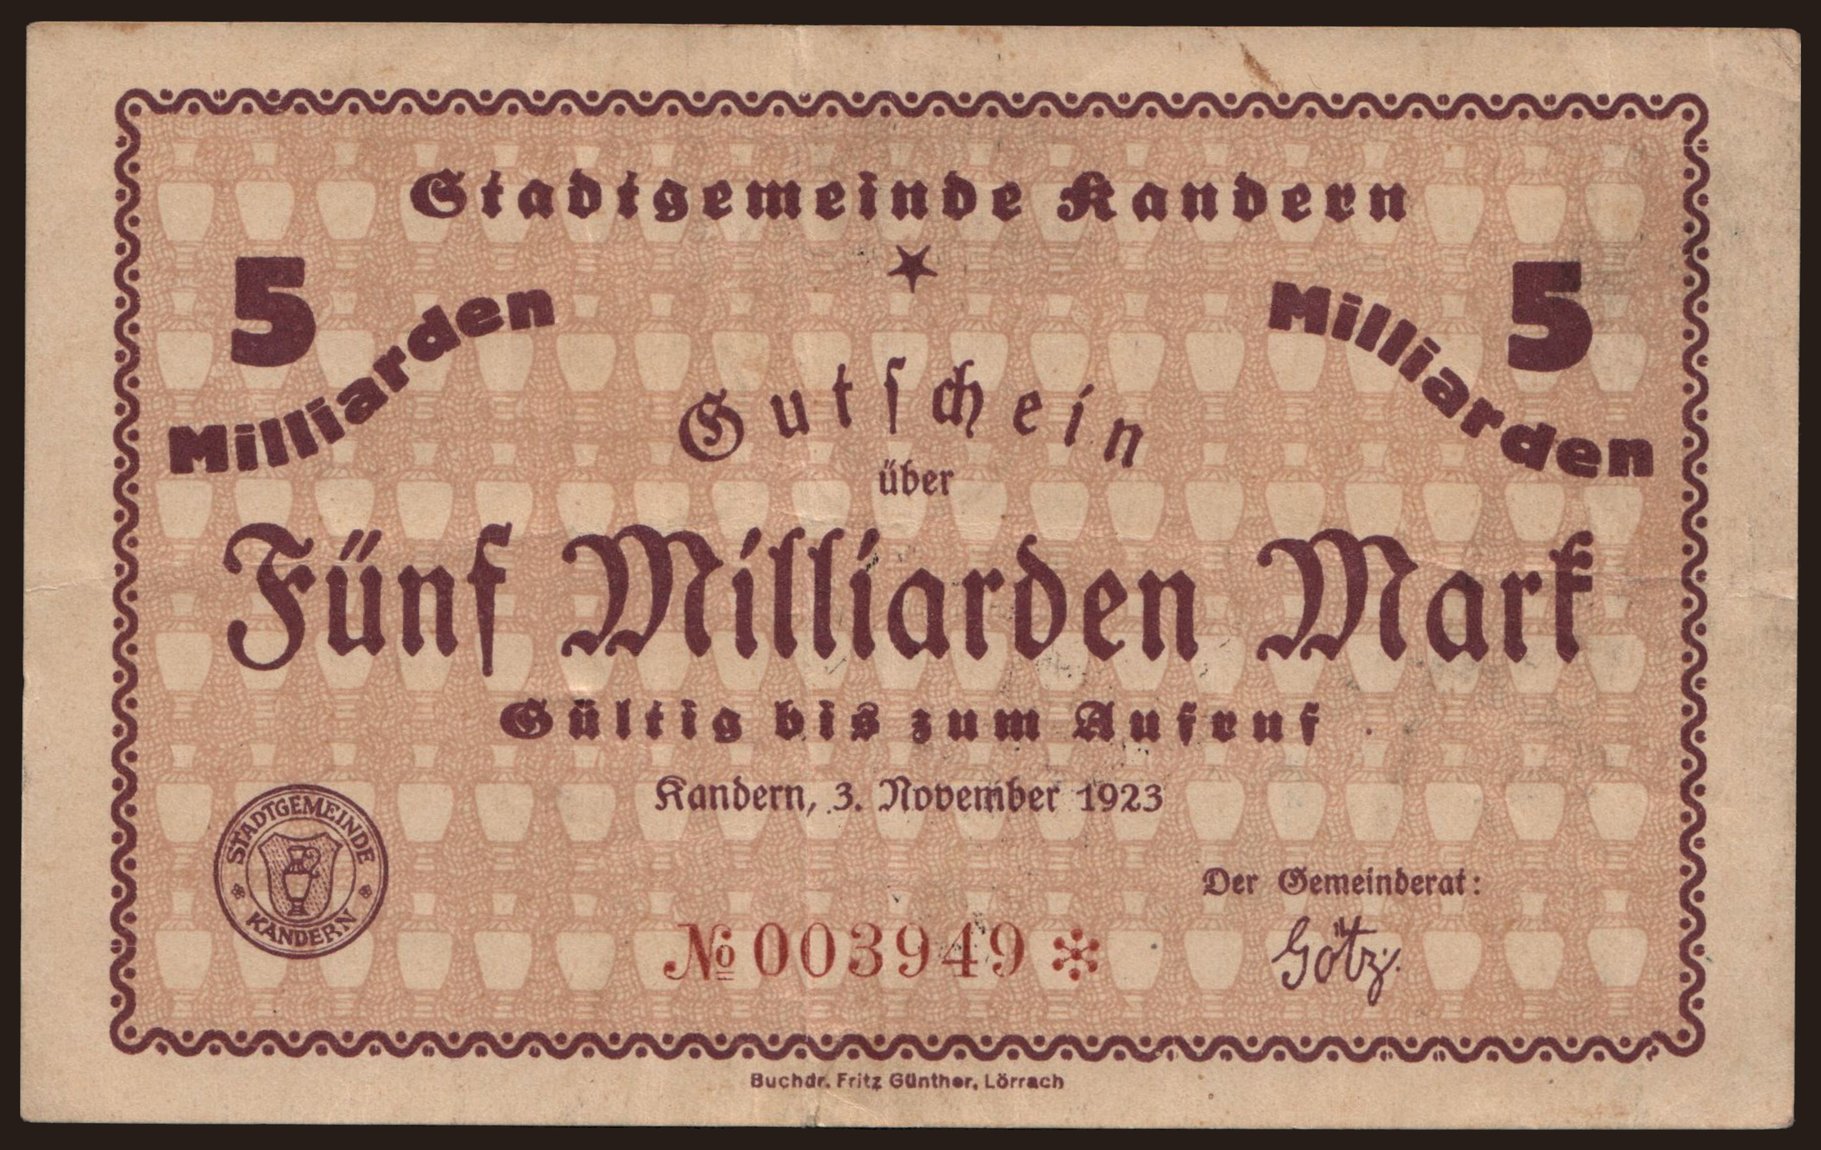 Stadtgemeinde Kandern
5 Milliarden
5 Milliarden
Gutschein
über
Fünf Milliarden Mark
Gültig bis zum Aufruf
Kandern, 3. November 1923
STADTGEMEINDE KANDERN
Der Gemeinderat:
Götz.
№ 003949 *
Buchdr. Fritz Günther, Lörrach